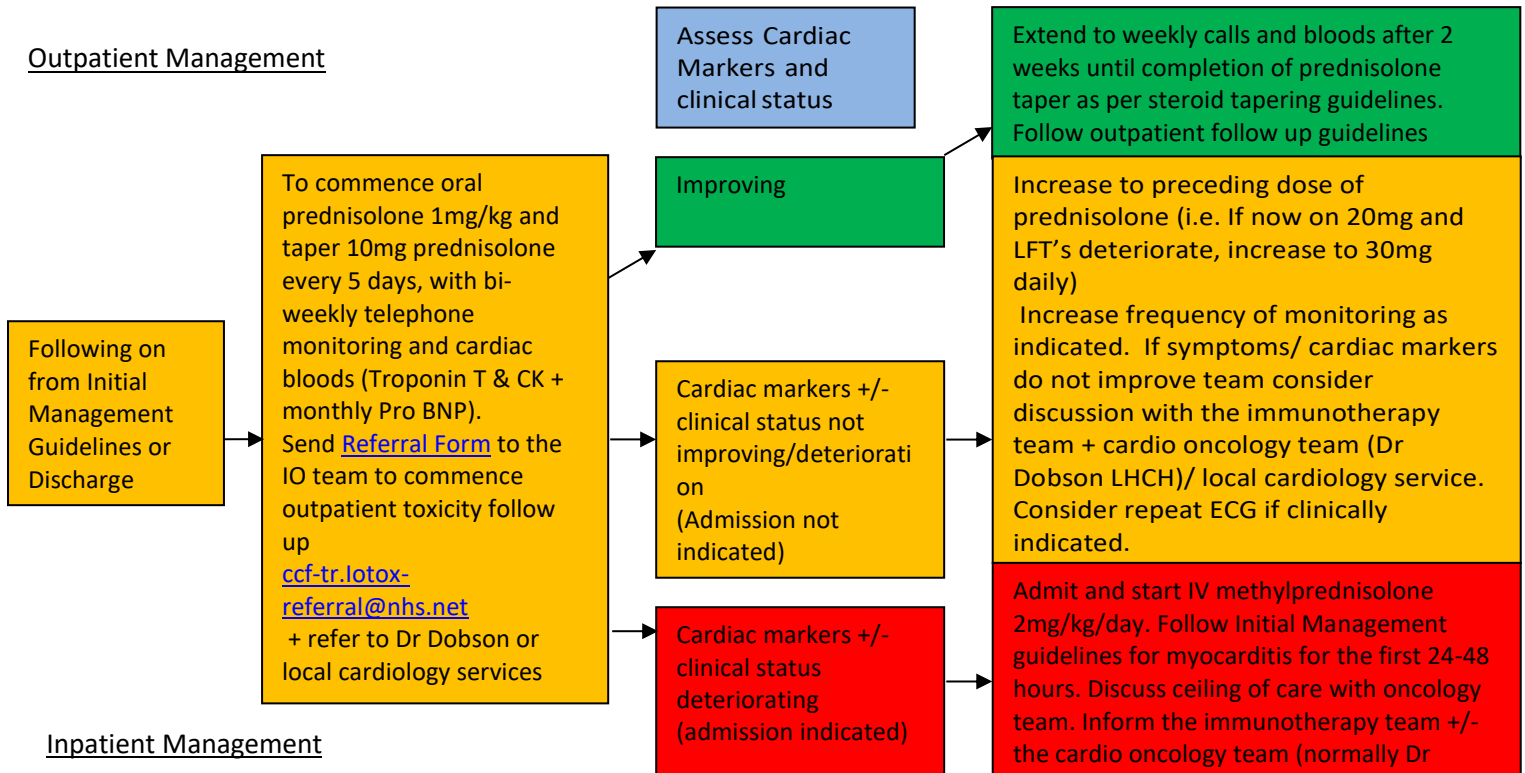 Outpatient Management
Following on
from Initial
Management
Guidelines or
Discharge
To commence oral
prednisolone 1mg/kg and
taper 10mg prednisolone
every 5 days, with bi-
weekly telephone
monitoring and cardiac
bloods (Troponin T & CK +
monthly Pro BNP).
Send Referral Form to the
IO team to commence
outpatient toxicity follow
up
ccf-tr.Iotox-
referral@nhs.net
+ refer to Dr Dobson or
local cardiology services
Assess Cardiac
Markers and
clinical status
Improving
Extend to weekly calls and bloods after 2
weeks until completion of prednisolone
taper as per steroid tapering guidelines.
Follow outpatient follow up guidelines
Cardiac markers +/-
clinical status not
improving/deteriorati
on
(Admission not
indicated)
Increase to preceding dose of
prednisolone (i.e. If now on 20mg and
LFT’s deteriorate, increase to 30mg
daily)
Increase frequency of monitoring as
indicated.  If symptoms/ cardiac markers
do not improve team consider
discussion with the immunotherapy
team + cardio oncology team (Dr
Dobson LHCH)/ local cardiology service.
Consider repeat ECG if clinically
indicated.
Cardiac markers +/-
clinical status
deteriorating
(admission indicated)
Admit and start IV methylprednisolone
2mg/kg/day. Follow Initial Management
guidelines for myocarditis for the first 24-48
hours. Discuss ceiling of care with oncology
team. Inform the immunotherapy team +/-
the cardio oncology team (normally Dr
Inpatient Management